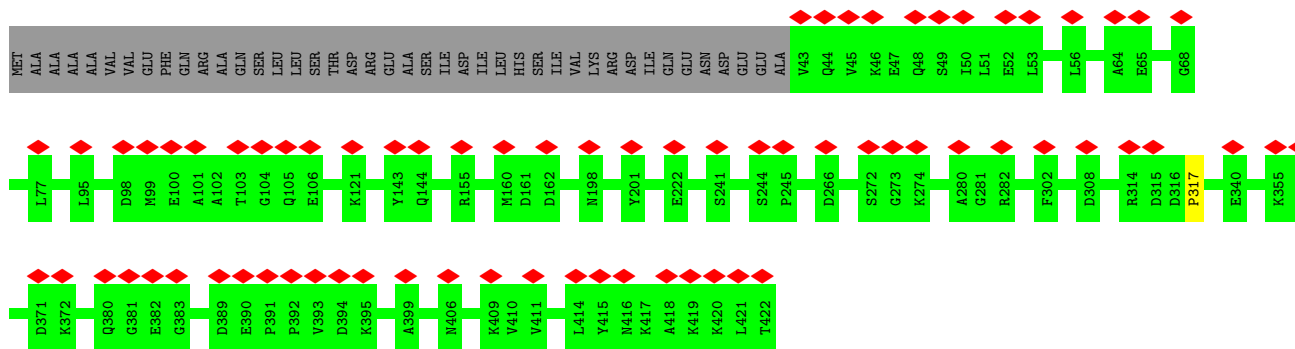 MET ALA ALA ALA ALA VAL VAL GLU PHE GLN ARG ALA GLN SER LEU LEU SER THR ASP ARG GLU ALA SER ILE ASP ILE LEU HIS SER ILE VAL LYS ARG ASP ILE GLN GLU ASN ASP GLU GLU ALA V43 Q44 V45 K46 E47 Q48 S49 I50 L51 E52 L53 L56 A64 E65 G68
L77 L95 D98 M99 E100 A101 A102 T103 G104 Q105 E106 K121 Y143 Q144 R155 M160 D161 D162 N198 Y201 E222 S241 S244 P245 D266 S272 G273 K274 A280 G281 R282 F302 D308 R314 D315 D316 P317 E340 K355
D371 K372 Q380 G381 E382 G383 D389 E390 P391 P392 V393 D394 K395 A399 N406 K409 V410 V411 L414 Y415 N416 K417 A418 K419 K420 L421 T422